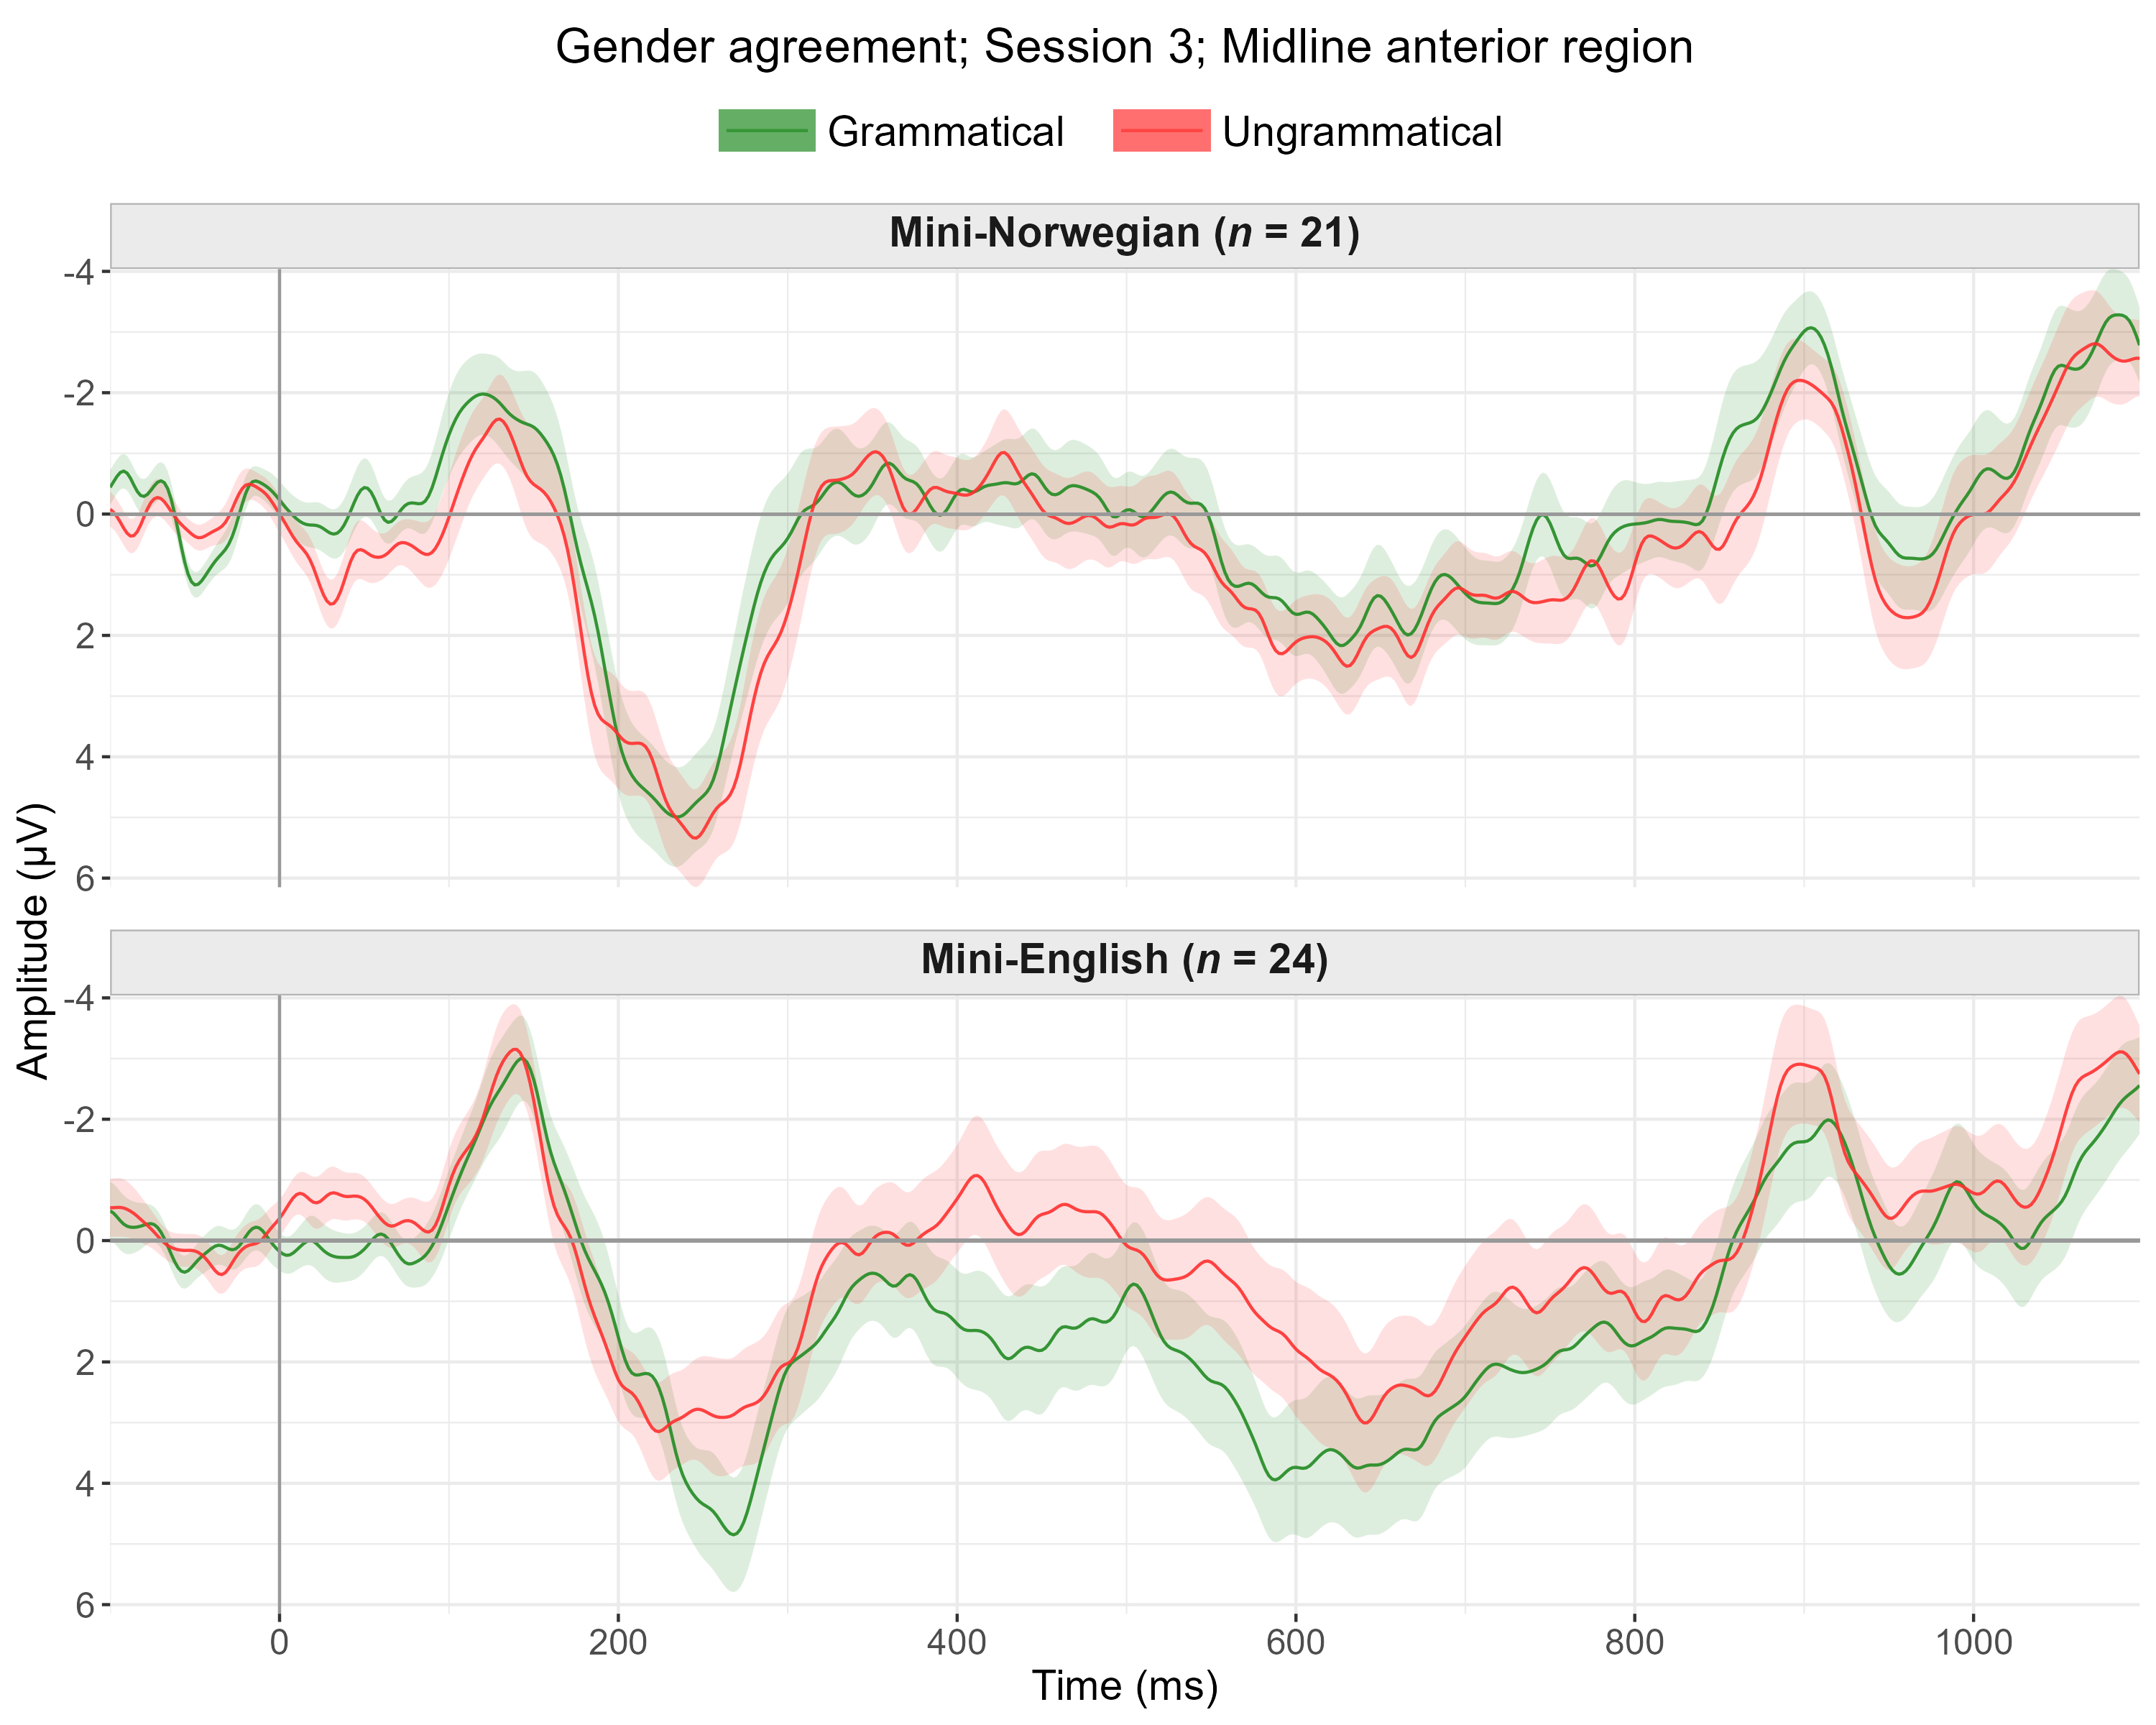 Gender agreement; Session 3; Midline anterior region
Grammatical Ungrammatical
Mini-Norwegian (n = 21)
-4
-2
0
2
4
6
Mini-English (n = 24)
-4
-2
0
2
4
6
0 200 400 600 800 1000
Time (ms)
Amplitude (µV)